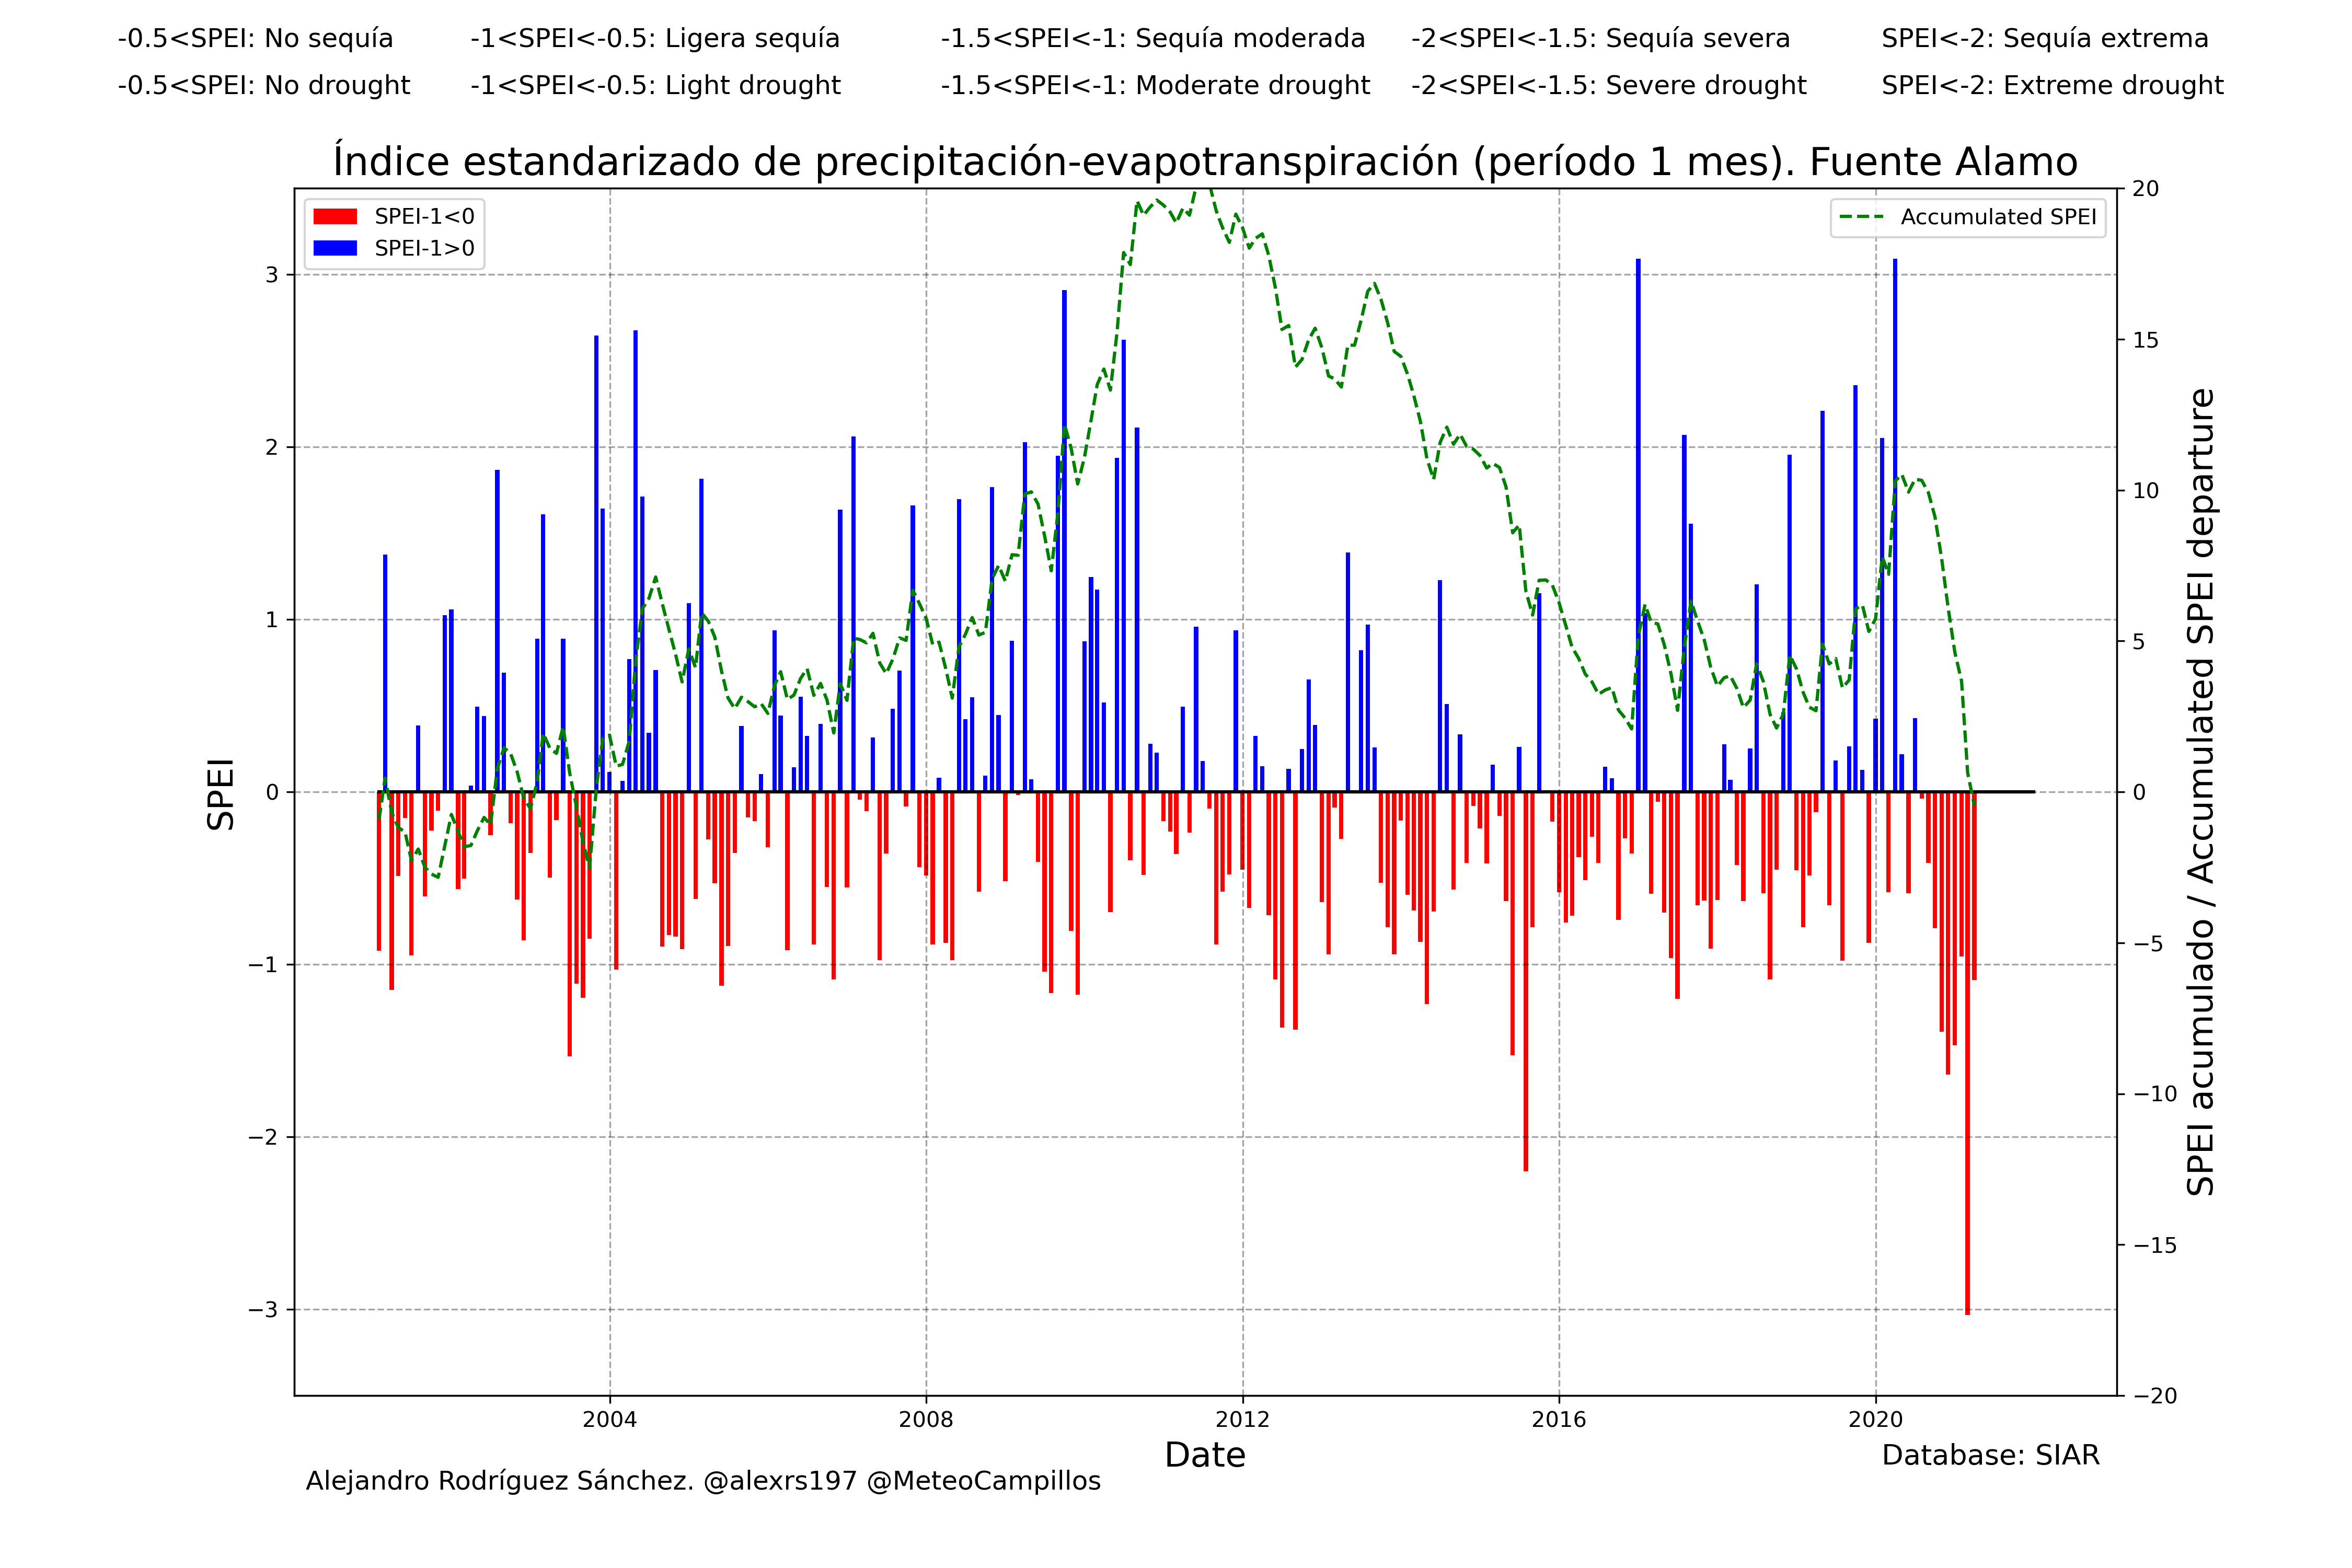 -0.5<SPEI: No sequía -1<SPEI<-0.5: Ligera sequía -1.5<SPEI<-1: Sequía moderada -2<SPEI<-1.5: Sequía severa SPEI<-2: Sequía extrema
-0.5<SPEI: No drought -1<SPEI<-0.5: Light drought -1.5<SPEI<-1: Moderate drought -2<SPEI<-1.5: Severe drought SPEI<-2: Extreme drought
Índice estandarizado de precipitación-evapotranspiración (período 1 mes). Fuente Alamo
SPEI-1<0
SPEI-1>0
Accumulated SPEI
SPEI
3
2
1
0
−1
−2
−3
20
15
10
5
0
−5
−10
−15
−20
SPEI acumulado / Accumulated SPEI departure
2004 2008 2012 2016 2020
Date
Database: SIAR
Alejandro Rodríguez Sánchez. @alexrs197 @MeteoCampillos